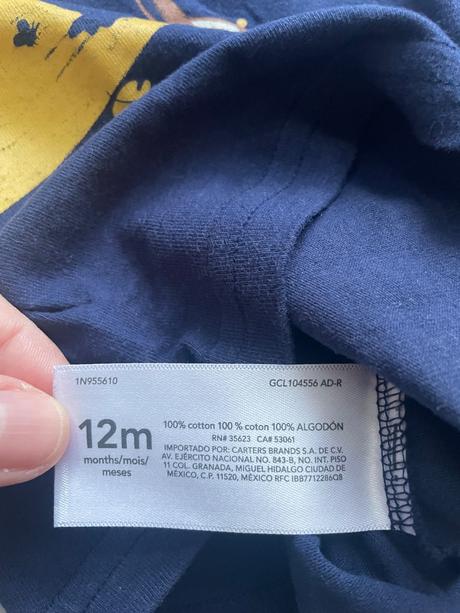 1N955610
GCL104556 AD-R
12m
months/mois/
meses
100% cotton 100 % coton 100% ALGODÓN
RN# 35623 CA# 53061
IMPORTADO POR: CARTERS BRANDS S.A. DE C.V.
AV. EJÉRCITO NACIONAL NO. 843-B, NO. INT. PISO
11 COL. GRANADA, MIGUEL HIDALGO CIUDAD DE
MÉXICO, C.P. 11520, MÉXICO RFC IBB7712286Q8